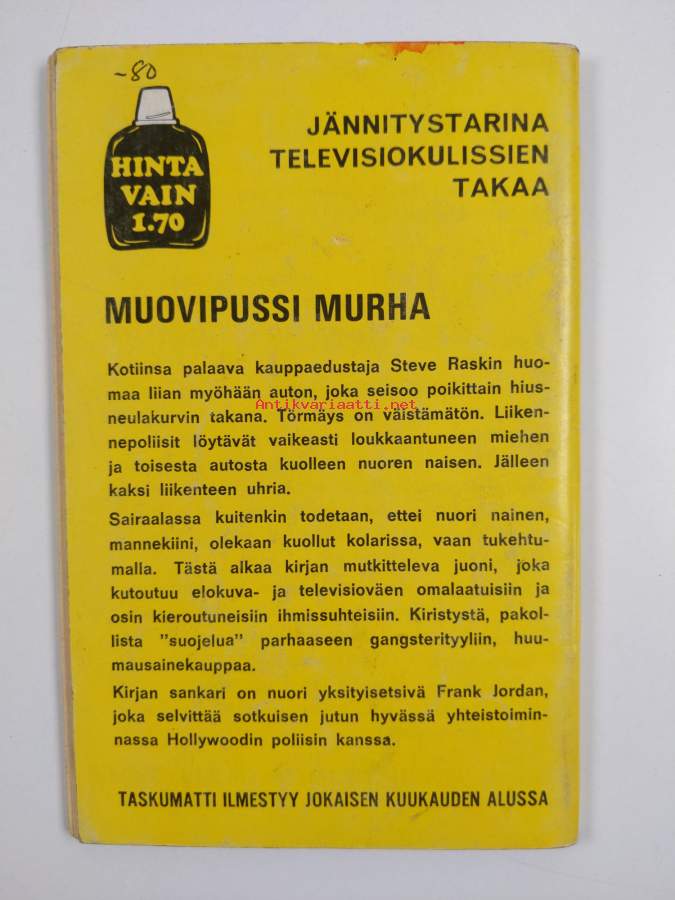 -80
HINTA
VAIN
1.70
JÄNNITYSTARINA
TELEVISIOKULISSIEN
TAKAA
MUOVIPUSSI MURHA
Kotiinsa palaava kauppaedustaja Steve Raskin huo-
maa liian myöhään auton, joka seisoo poikittain hius-
neulakurvin takana. Törmäys on väistämätön. Liiken-
Antikvariaatti.net
nepoliisit löytävät vaikeasti loukkaantuneen miehen
ja toisesta autosta kuolleen nuoren naisen. Jälleen
kaksi liikenteen uhria.
Sairaalassa kuitenkin todetaan, ettei nuori nainen,
mannekiini, olekaan kuollut kolarissa, vaan tukehtu-
malla. Tästä alkaa kirjan mutkitteleva juoni, joka
kutoutuu elokuva- ja televisioväen omalaatuisiin ja
osin kieroutuneisiin ihmissuhteisiin. Kiristystä, pakol-
lista "suojelua" parhaaseen gangsterityyliin, huu-
mausainekauppaa.
Kirjan sankari on nuori yksityisetsivä Frank Jordan,
joka selvittää sotkuisen jutun hyvässä yhteistoimin-
nassa Hollywoodin poliisin kanssa.
TASKUMATTI ILMESTYY JOKAISEN KUUKAUDEN ALUSSA